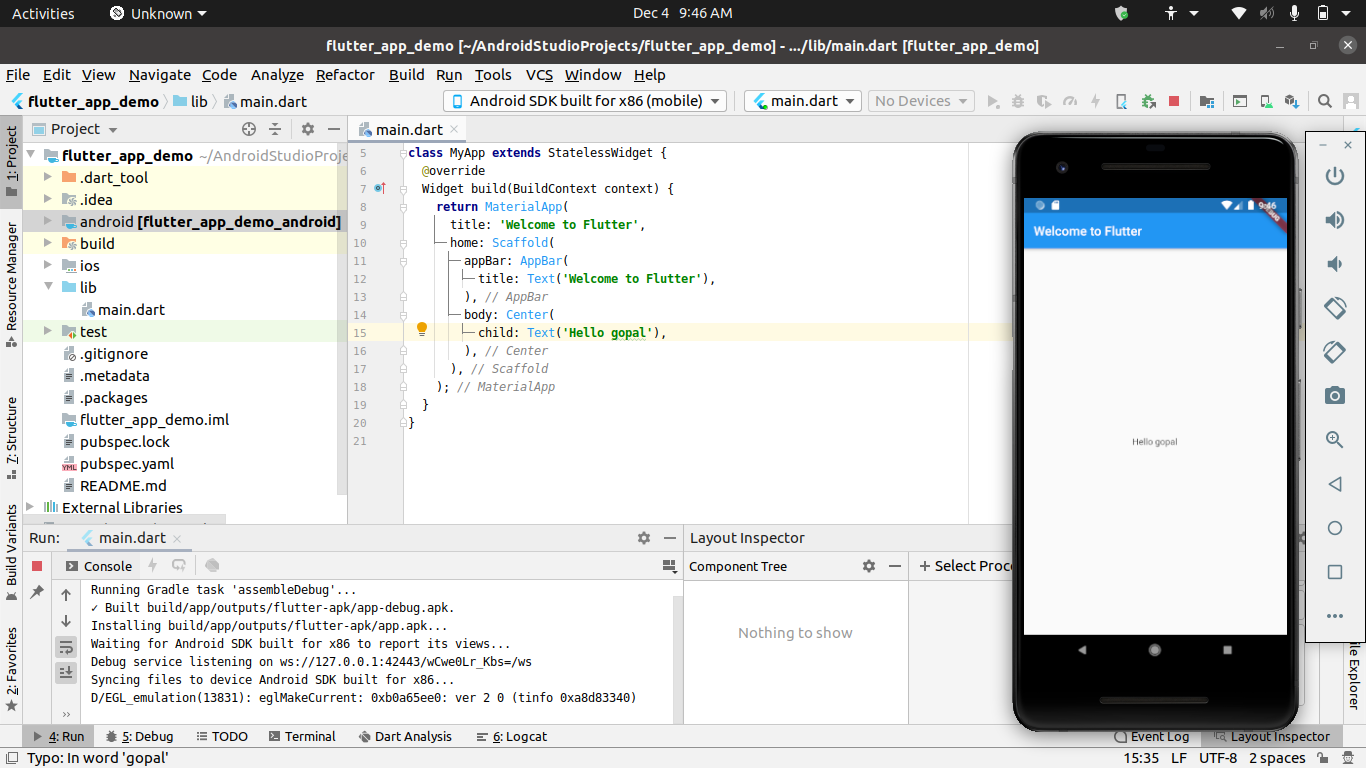 Activities Unknown Dec 4 9:46 AM
flutter_app_demo [~/AndroidStudioProjects/flutter_app_demo] - .../lib/main.dart [flutter_app_demo]
File Edit View Navigate Code Analyze Refactor Build Run Tools VCS Window Help
flutter_app_demo lib main.dart Android SDK built for x86 (mobile) main.dart No Devices
1: Project
Resource Manager
7: Structure
Build Variants
2: Favorites
Project
flutter_app_demo ~/AndroidStudioProje
.dart_tool
.idea
android [flutter_app_demo_android]
build
ios
lib
main.dart
test
.gitignore
.metadata
.packages
flutter_app_demo.iml
pubspec.lock
pubspec.yaml
README.md
External Libraries
main.dart
5 class MyApp extends StatelessWidget {
6 @override
7 Widget build(BuildContext context) {
8 return MaterialApp(
9 title: 'Welcome to Flutter',
10 home: Scaffold(
11 appBar: AppBar(
12 title: Text('Welcome to Flutter'),
13 ), // AppBar
14 body: Center(
15 child: Text('Hello gopal'),
16 ), // Center
17 ), // Scaffold
18 ); // MaterialApp
19 }
20 }
21
9:46
Welcome to Flutter
Hello gopal
Run: main.dart
Console
Running Gradle task 'assembleDebug'...
✓ Built build/app/outputs/flutter-apk/app-debug.apk.
Installing build/app/outputs/flutter-apk/app.apk...
Waiting for Android SDK built for x86 to report its views...
Debug service listening on ws://127.0.0.1:42443/wCwe0Lr_Kbs=/ws
Syncing files to device Android SDK built for x86...
D/EGL_emulation(13831): eglMakeCurrent: 0xb0a65ee0: ver 2 0 (tinfo 0xa8d83340)
Layout Inspector
Component Tree
+ Select Proc
Nothing to show
File Explorer
4: Run 5: Debug TODO Terminal Dart Analysis 6: Logcat Event Log Layout Inspector
Typo: In word 'gopal' 15:35 LF UTF-8 2 spaces